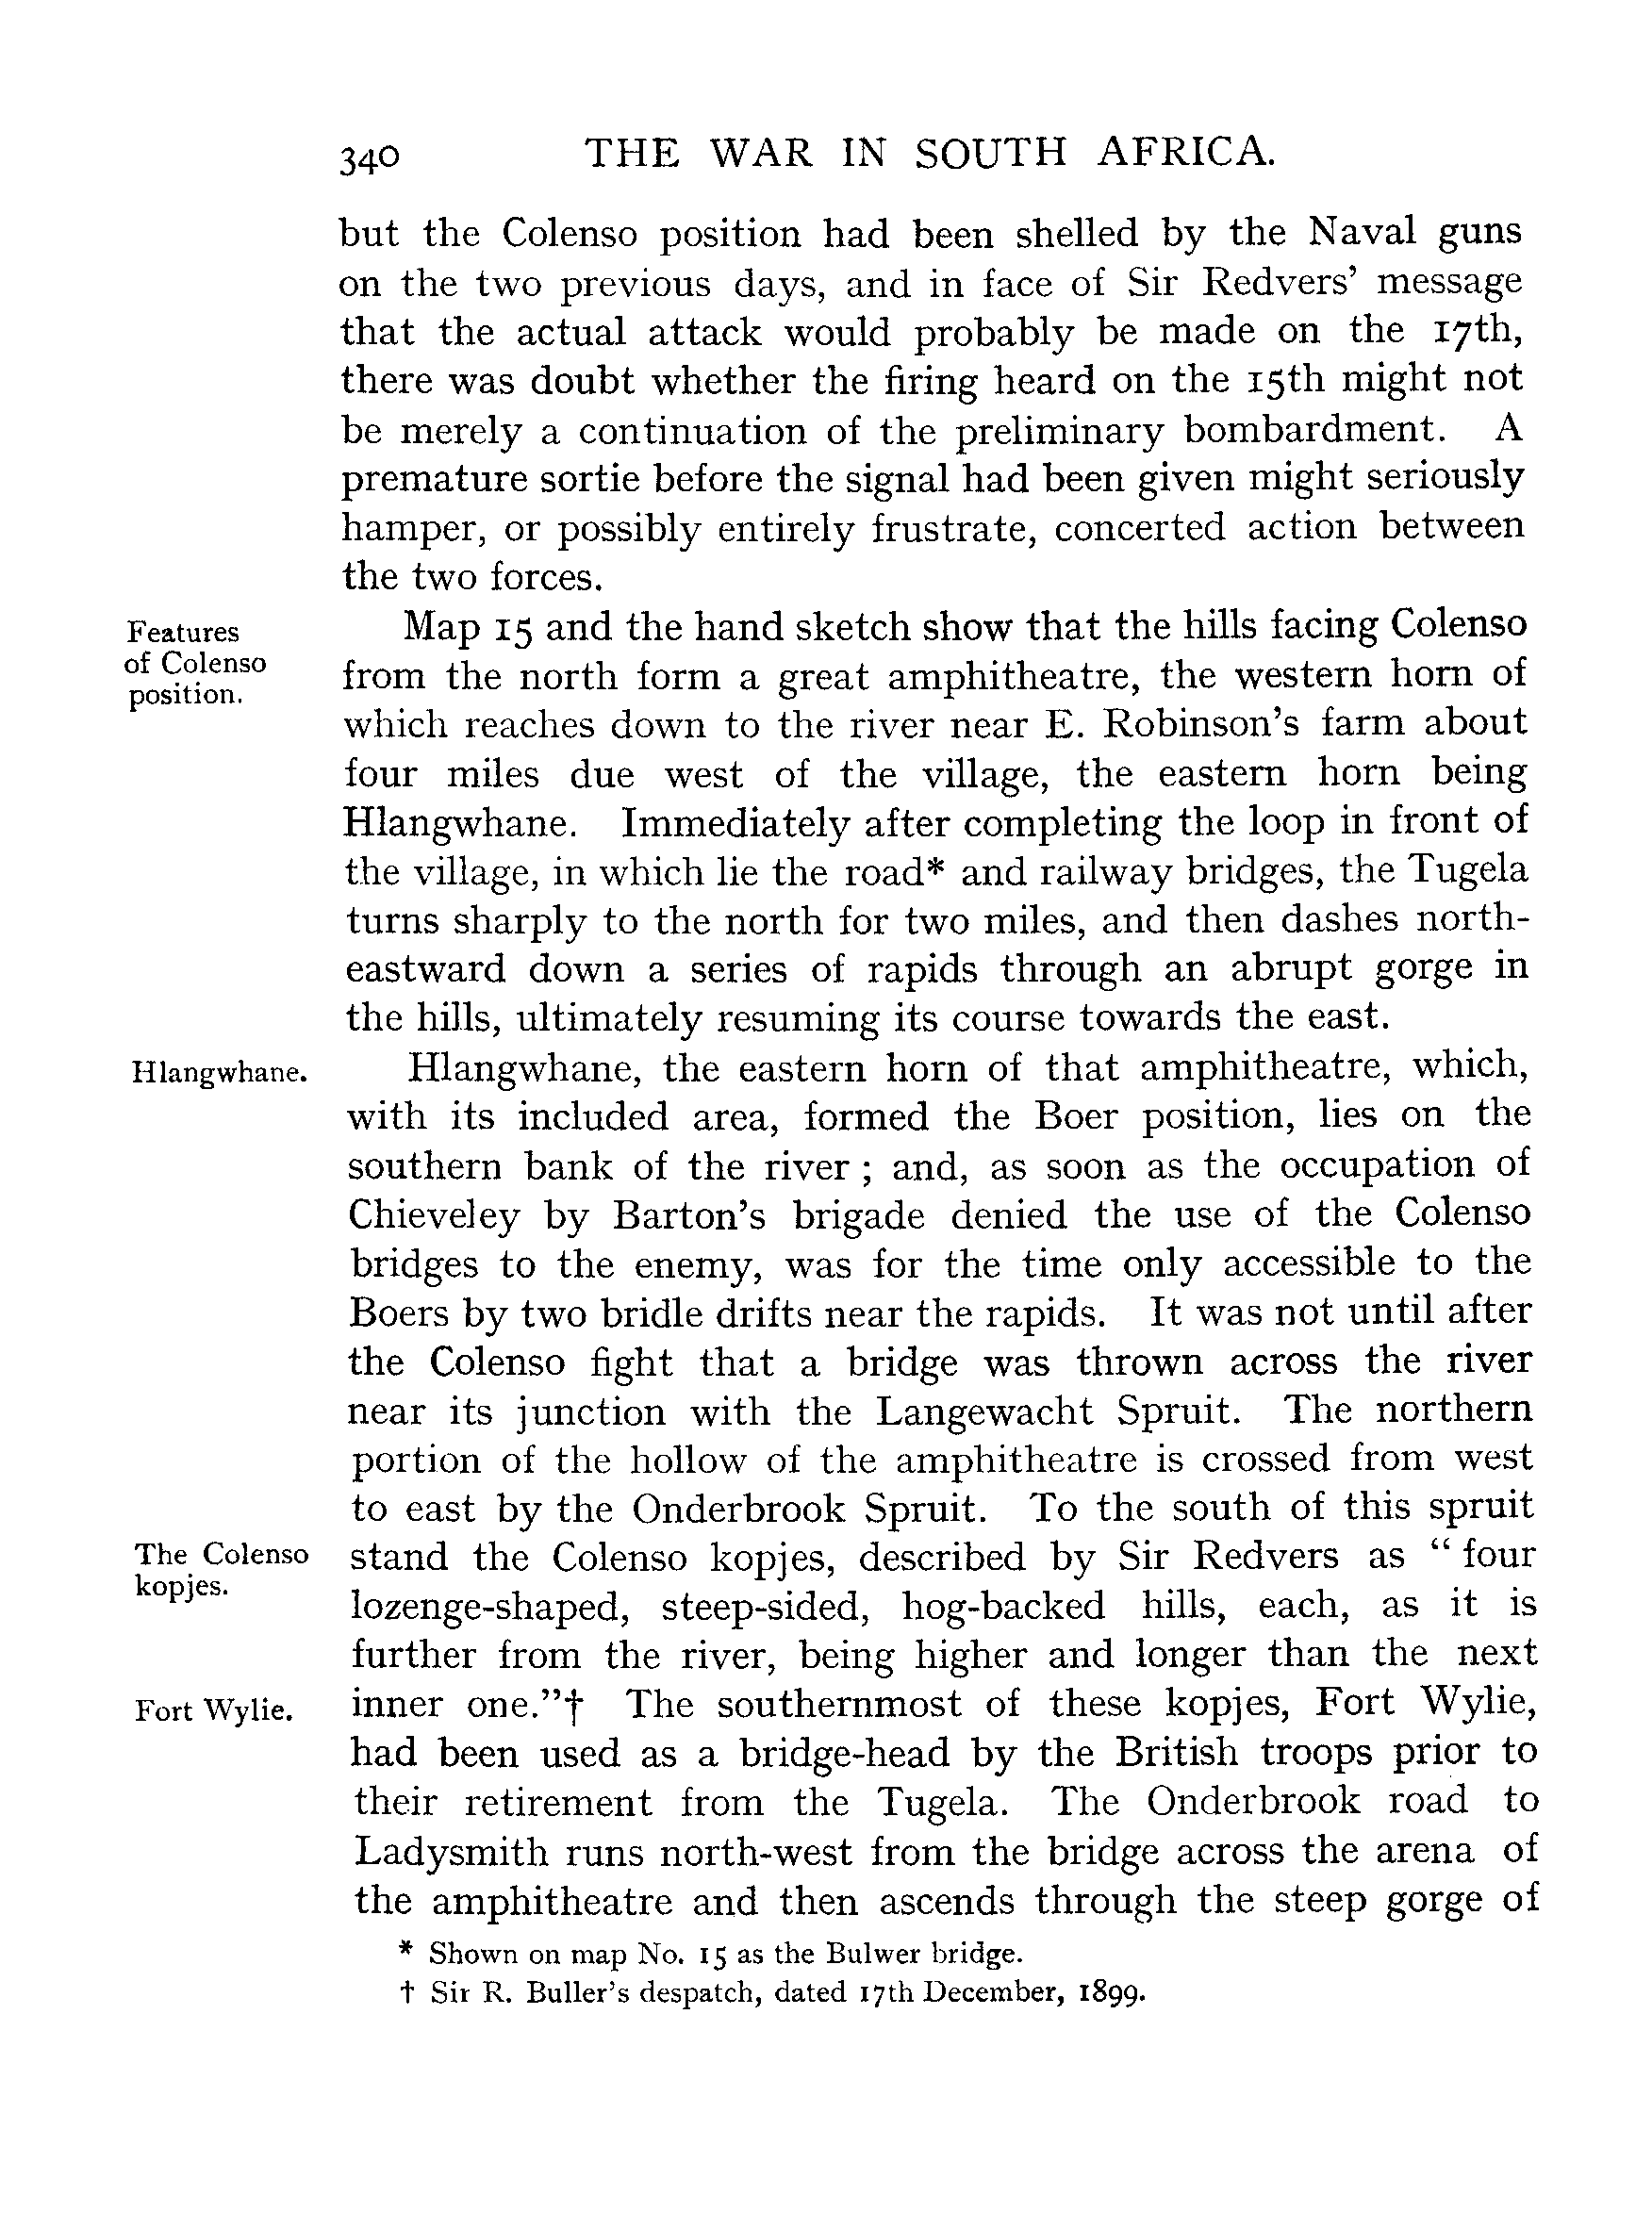 340 THE WAR IN SOUTH AFRICA.
but the Colenso position had been shelled by the Naval guns
on the two previous days, and in face of Sir Redvers' message
that the actual attack would probably be made on the 17th,
there was doubt whether the firing heard on the 15th might not
be merely a continuation of the preliminary bombardment. A
premature sortie before the signal had been given might seriously
hamper, or possibly entirely frustrate, concerted action between
the two forces.
Features
of Colenso
position.
Map 15 and the hand sketch show that the hills facing Colenso
from the north form a great amphitheatre, the western horn of
which reaches down to the river near E. Robinson's farm about
four miles due west of the village, the eastern horn being
Hlangwhane. Immediately after completing the loop in front of
the village, in which lie the road* and railway bridges, the Tugela
turns sharply to the north for two miles, and then dashes north-
eastward down a series of rapids through an abrupt gorge in
the hills, ultimately resuming its course towards the east.
Hlangwhane.
Hlangwhane, the eastern horn of that amphitheatre, which,
with its included area, formed the Boer position, lies on the
southern bank of the river ; and, as soon as the occupation of
Chieveley by Barton's brigade denied the use of the Colenso
bridges to the enemy, was for the time only accessible to the
Boers by two bridle drifts near the rapids. It was not until after
the Colenso fight that a bridge was thrown across the river
near its junction with the Langewacht Spruit. The northern
portion of the hollow of the amphitheatre is crossed from west
to east by the Onderbrook Spruit. To the south of this spruit
The Colenso
kopjes.
stand the Colenso kopjes, described by Sir Redvers as " four
lozenge-shaped, steep-sided, hog-backed hills, each, as it is
further from the river, being higher and longer than the next
Fort Wylie.
inner one."† The southernmost of these kopjes, Fort Wylie,
had been used as a bridge-head by the British troops prior to
their retirement from the Tugela. The Onderbrook road to
Ladysmith runs north-west from the bridge across the arena of
the amphitheatre and then ascends through the steep gorge of
* Shown on map No. 15 as the Bulwer bridge.
† Sir R. Buller's despatch, dated 17th December, 1899.